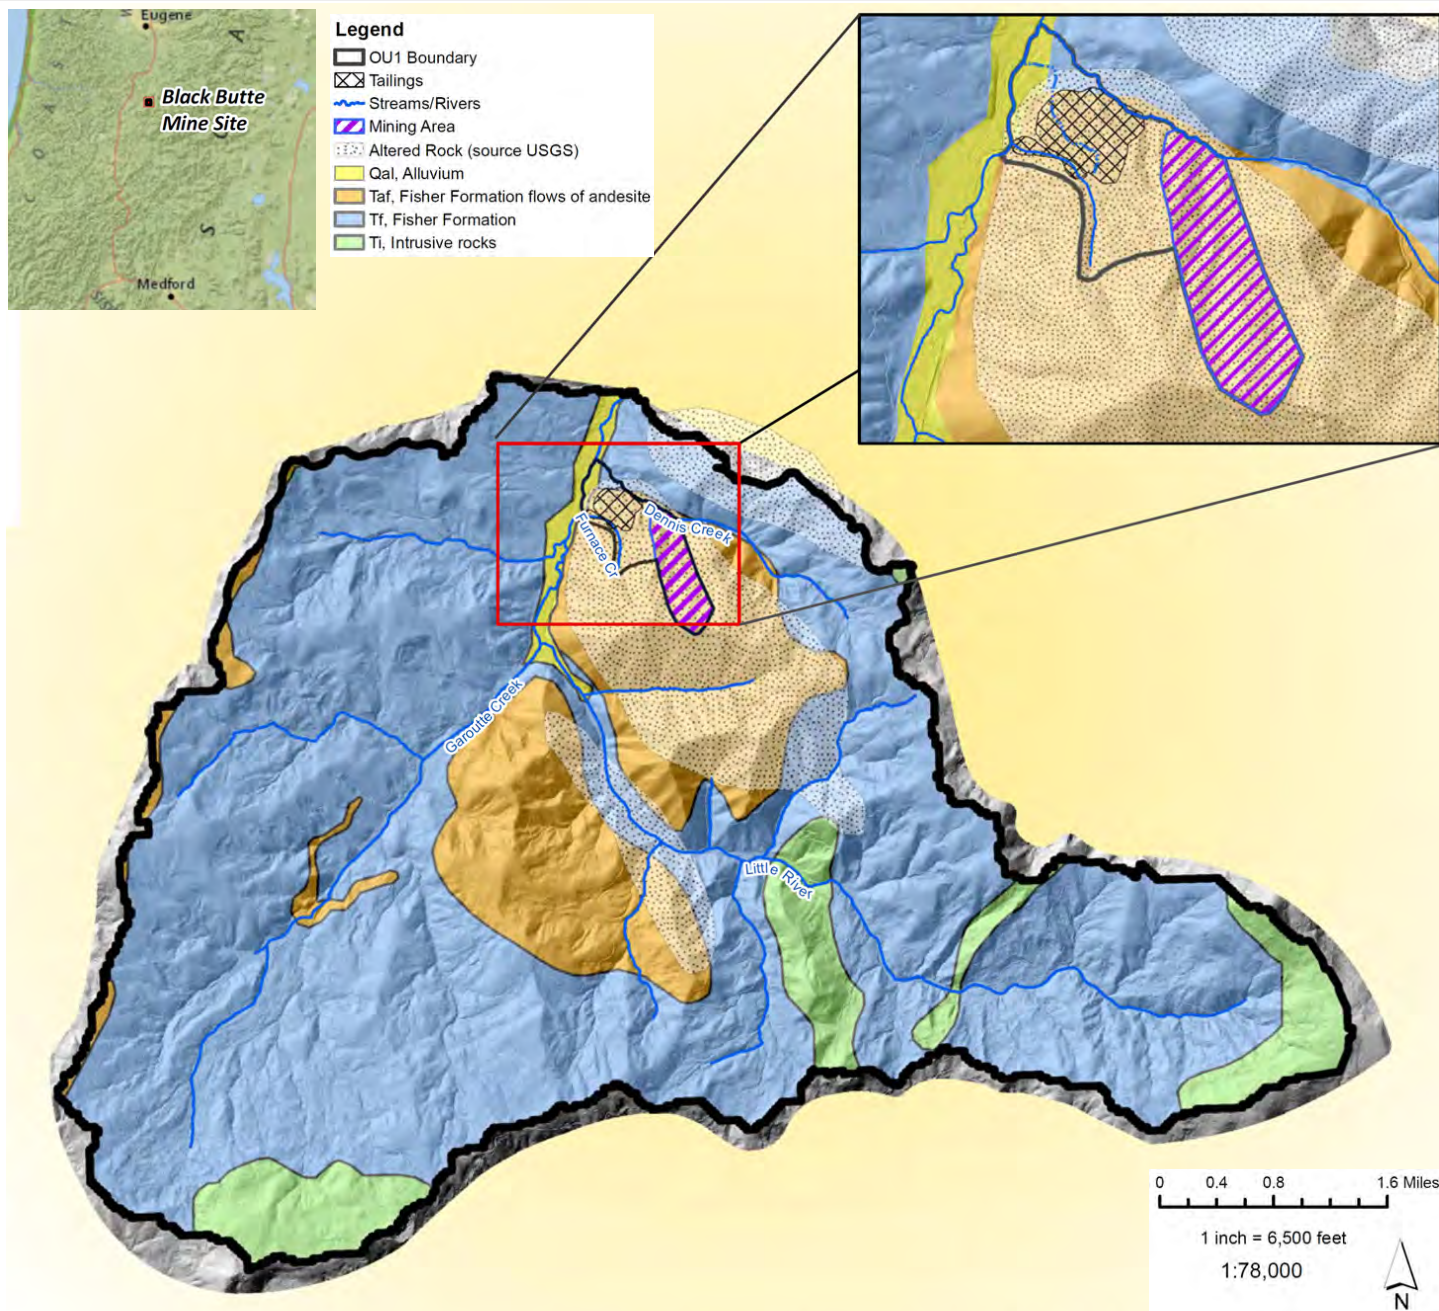 Eugene
Black Butte
Mine Site
Medford
Legend
OU1 Boundary
Tailings
Streams/Rivers
Mining Area
Altered Rock (source USGS)
Qal, Alluvium
Taf, Fisher Formation flows of andesite
Tf, Fisher Formation
Ti, Intrusive rocks
Dennis Creek
Furnace Cr
Garoutte Creek
Little River
0 0.4 0.8 1.6 Miles
1 inch = 6,500 feet
1:78,000
N